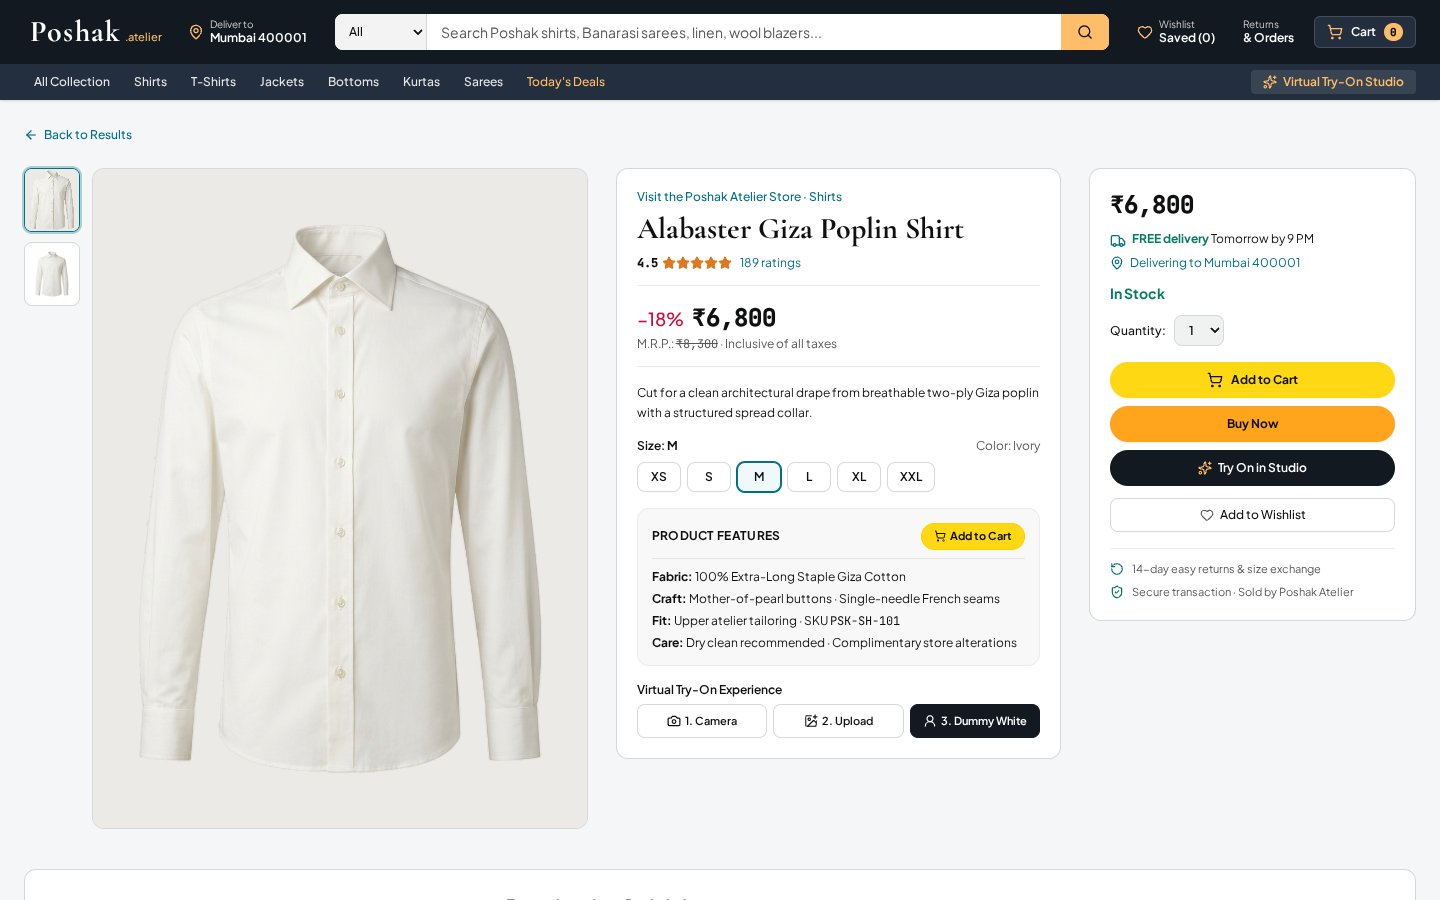 Poshak .atelier
Deliver to
Mumbai 400001
All
Search Poshak shirts, Banarasi sarees, linen, wool blazers...
Wishlist
Saved (0)
Returns
& Orders
Cart 0
All Collection
Shirts
T-Shirts
Jackets
Bottoms
Kurtas
Sarees
Today's Deals
Virtual Try-On Studio
Back to Results
Visit the Poshak Atelier Store · Shirts
Alabaster Giza Poplin Shirt
4.5 189 ratings
-18% ₹6,800
M.R.P.: ₹8,300 · Inclusive of all taxes
Cut for a clean architectural drape from breathable two-ply Giza poplin
with a structured spread collar.
Size: M
Color: Ivory
XS
S
M
L
XL
XXL
PRODUCT FEATURES
Add to Cart
Fabric: 100% Extra-Long Staple Giza Cotton
Craft: Mother-of-pearl buttons · Single-needle French seams
Fit: Upper atelier tailoring · SKU PSK-SH-101
Care: Dry clean recommended · Complimentary store alterations
Virtual Try-On Experience
1. Camera
2. Upload
3. Dummy White
₹6,800
FREE delivery Tomorrow by 9 PM
Delivering to Mumbai 400001
In Stock
Quantity: 1
Add to Cart
Buy Now
Try On in Studio
Add to Wishlist
14-day easy returns & size exchange
Secure transaction · Sold by Poshak Atelier